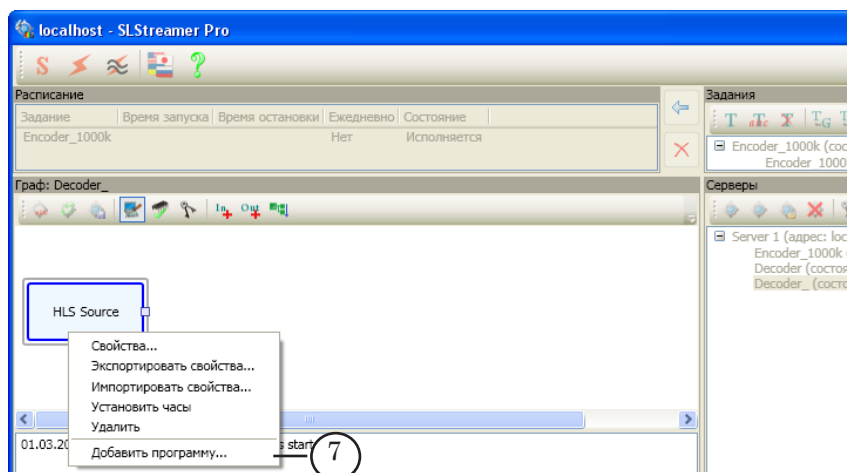 localhost - SLStreamer Pro
Расписание
Задание Время запуска Время остановки Ежедневно Состояние
Encoder_1000k Нет Исполняется
Задания
Encoder_1000k (сос
Encoder_1000
Граф: Decoder_
In Out
Серверы
Server 1 (адрес: loc
Encoder_1000k (
Decoder (состоя
Decoder_ (состо
HLS Source
Свойства...
Экспортировать свойства...
Импортировать свойства...
Установить часы
Удалить
Добавить программу...
01.03.20 s start
7